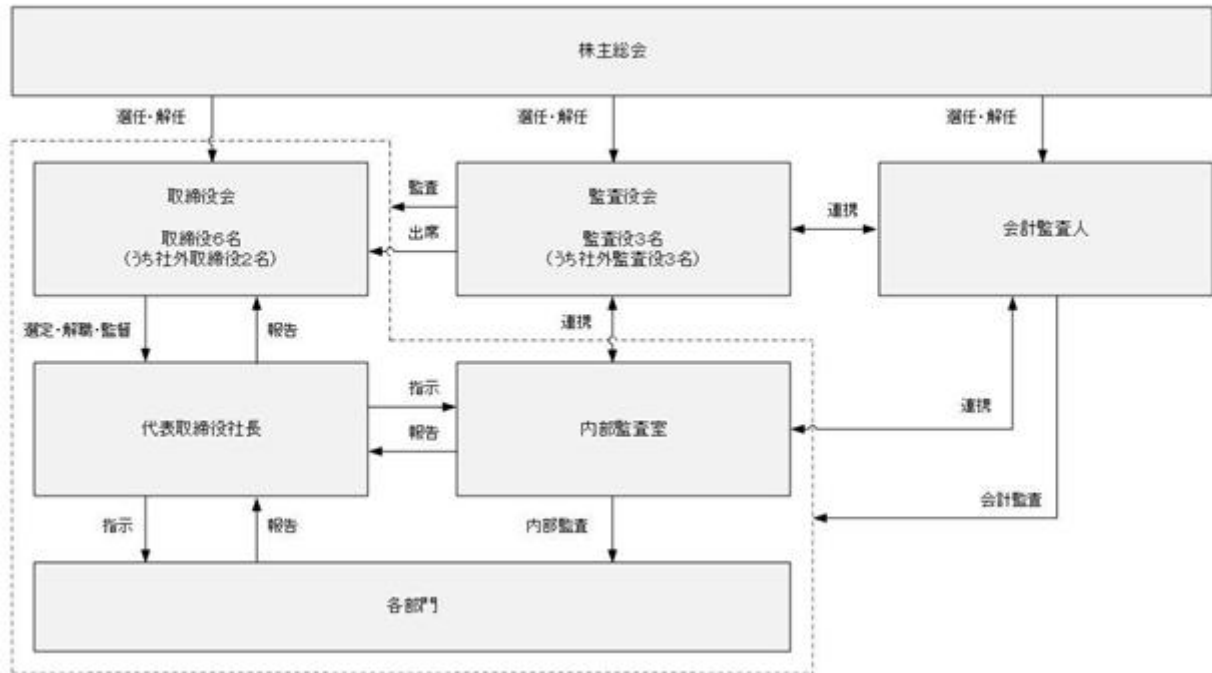 株主総会
選任・解任
選任・解任
選任・解任
取締役会
取締役6名
(うち社外取締役2名)
監査
出席
監査役会
監査役3名
(うち社外監査役3名)
連携
会計監査人
選定・解職・監督
報告
連携
代表取締役社長
指示
報告
内部監査室
連携
指示
報告
内部監査
会計監査
各部門